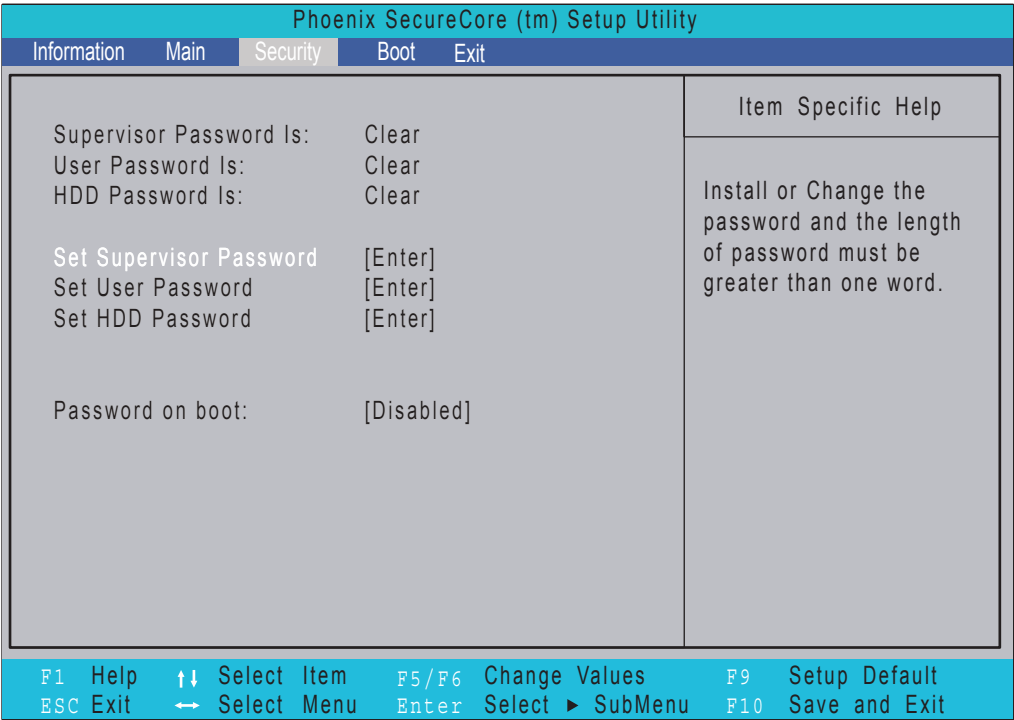 Phoenix SecureCore (tm) Setup Utility
Information Main Security Boot Exit
Supervisor Password Is: Clear
User Password Is: Clear
HDD Password Is: Clear
Set Supervisor Password [Enter]
Set User Password [Enter]
Set HDD Password [Enter]
Password on boot: [Disabled]
Item Specific Help
Install or Change the
password and the length
of password must be
greater than one word.
F1 Help ↑↓ Select Item F5/F6 Change Values F9 Setup Default
ESC Exit ↔ Select Menu Enter Select ► SubMenu F10 Save and Exit